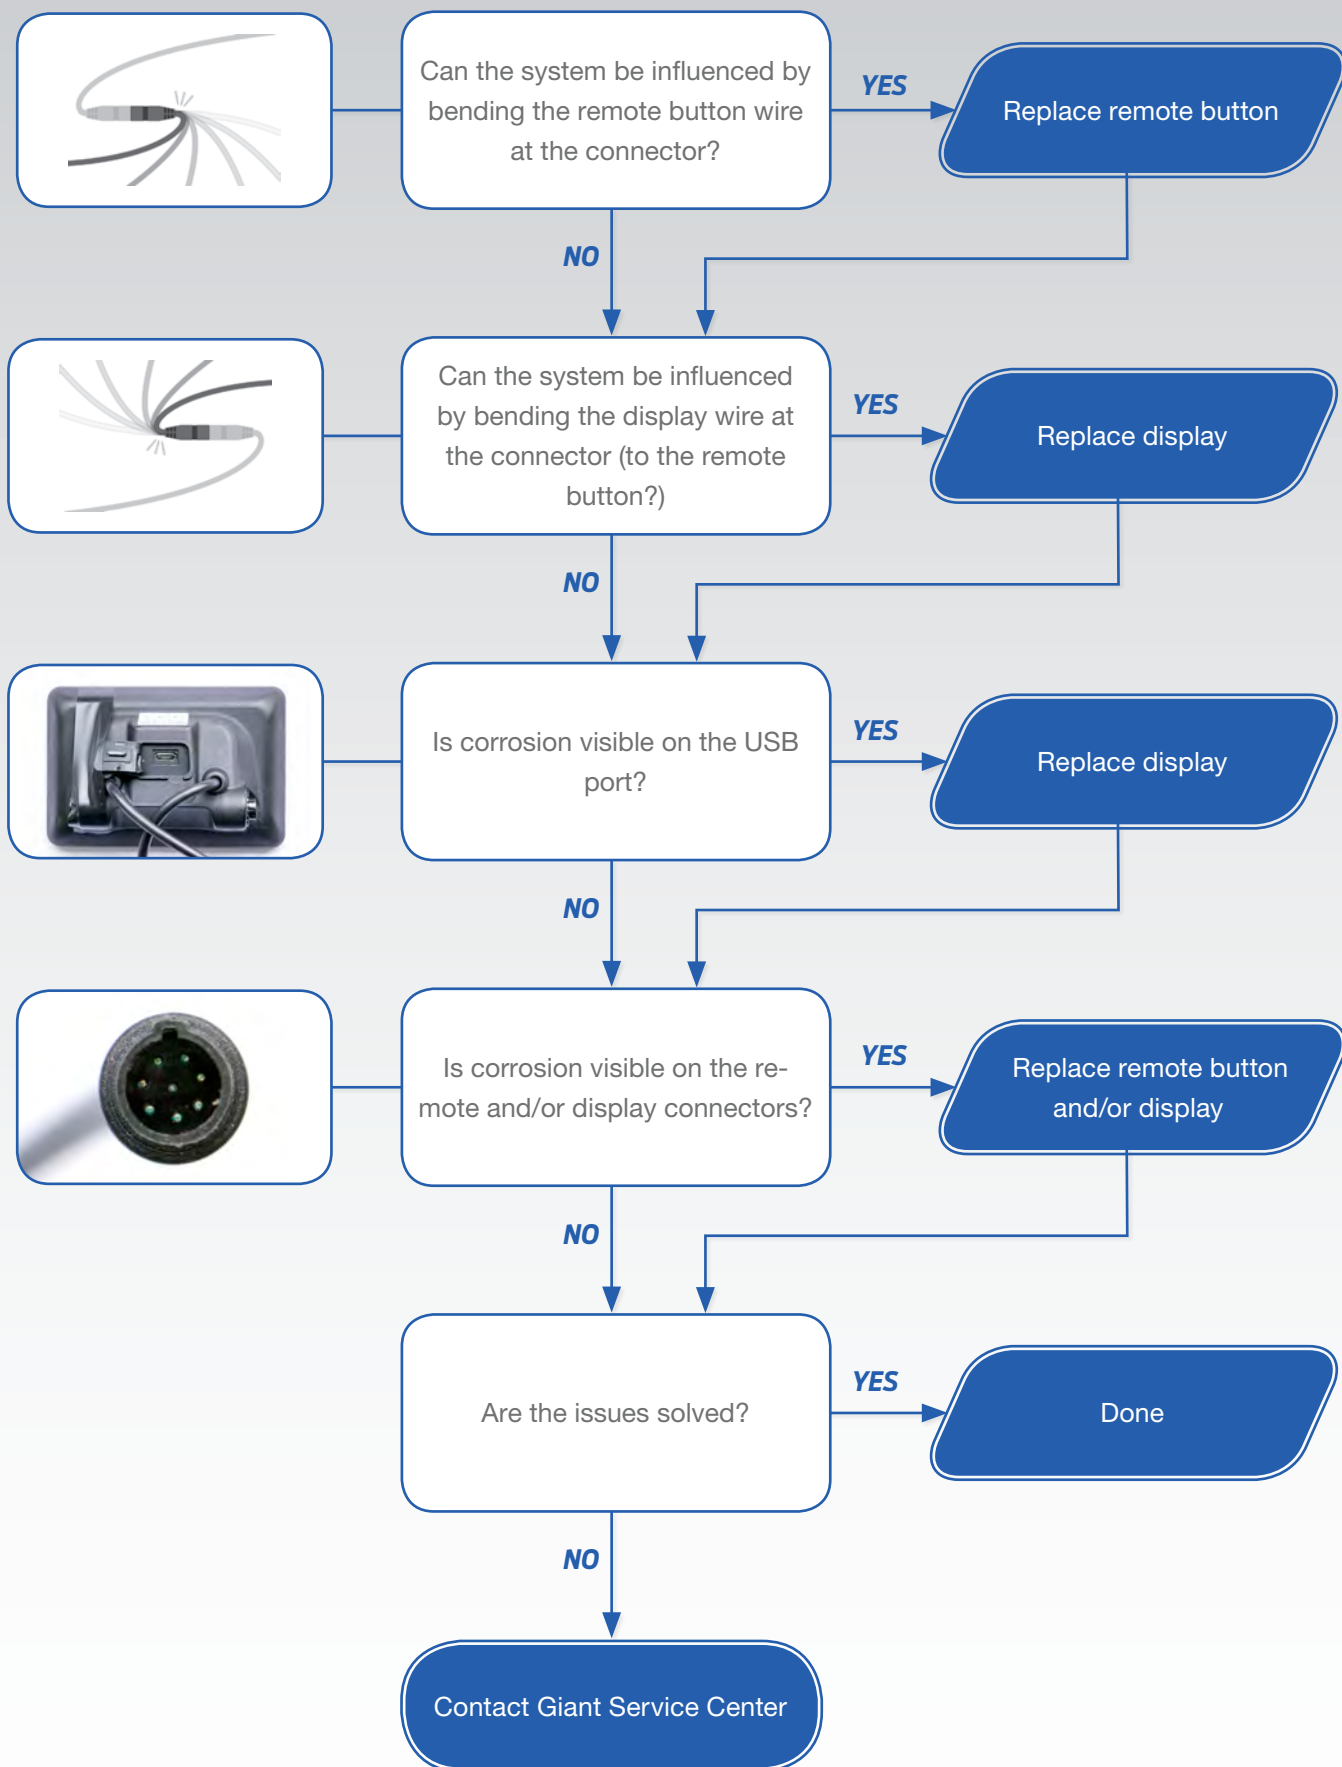 Can the system be influenced by
bending the remote button wire
at the connector?
YES
Replace remote button
NO
Can the system be influenced
by bending the display wire at
the connector (to the remote
button?)
YES
Replace display
NO
Is corrosion visible on the USB
port?
YES
Replace display
NO
Is corrosion visible on the re-
mote and/or display connectors?
YES
Replace remote button
and/or display
NO
Are the issues solved?
YES
Done
NO
Contact Giant Service Center